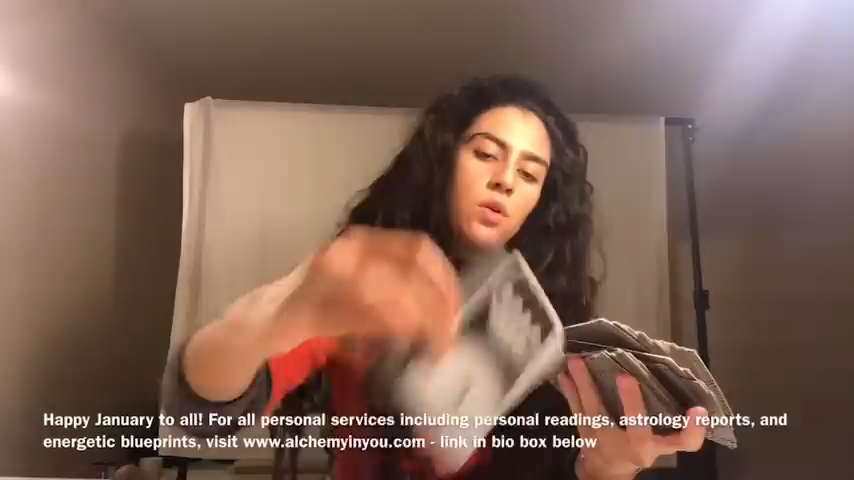 Happy January to all! For all personal services including personal readings, astrology reports, and
energetic blueprints, visit www.alchemyinyou.com - link in bio box below